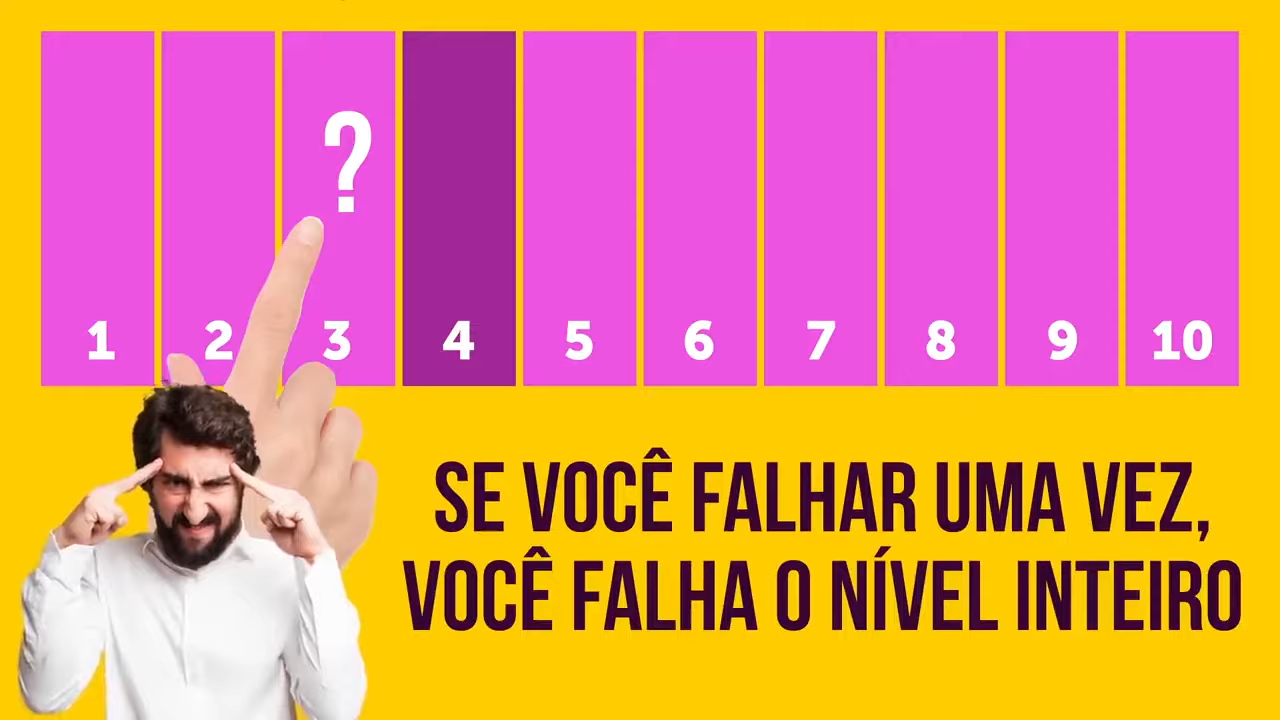 ?
1 2 3 4 5 6 7 8 9 10
SE VOCÊ FALHAR UMA VEZ,
VOCÊ FALHA O NÍVEL INTEIRO